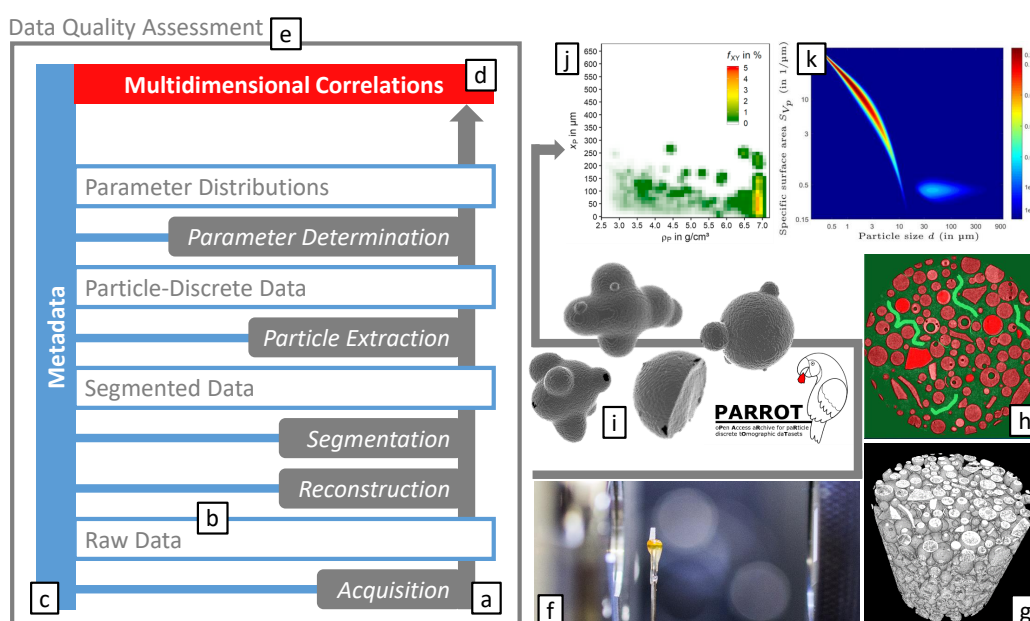 Data Quality Assessment
e
Multidimensional Correlations
d
Parameter Distributions
Parameter Determination
Particle-Discrete Data
Particle Extraction
Segmented Data
Segmentation
Reconstruction
b
Raw Data
Acquisition
Metadata
c
a
j
650
600
550
500
450
400
350
300
250
200
150
100
50
0
xP in µm
fXY in %
5
4
3
2
1
0
2.5 3.0 3.5 4.0 4.5 5.0 5.5 6.0 6.5 7.0
ρP in g/cm³
k
Specific surface area SVp (in 1/µm)
10
3
0.5
0.15
0.5 1 3 10 30 100 300 900
Particle size d (in µm)
i
PARROT
oPen Access aRchive for paRticle
discrete tOmographic daTasets
h
f
g